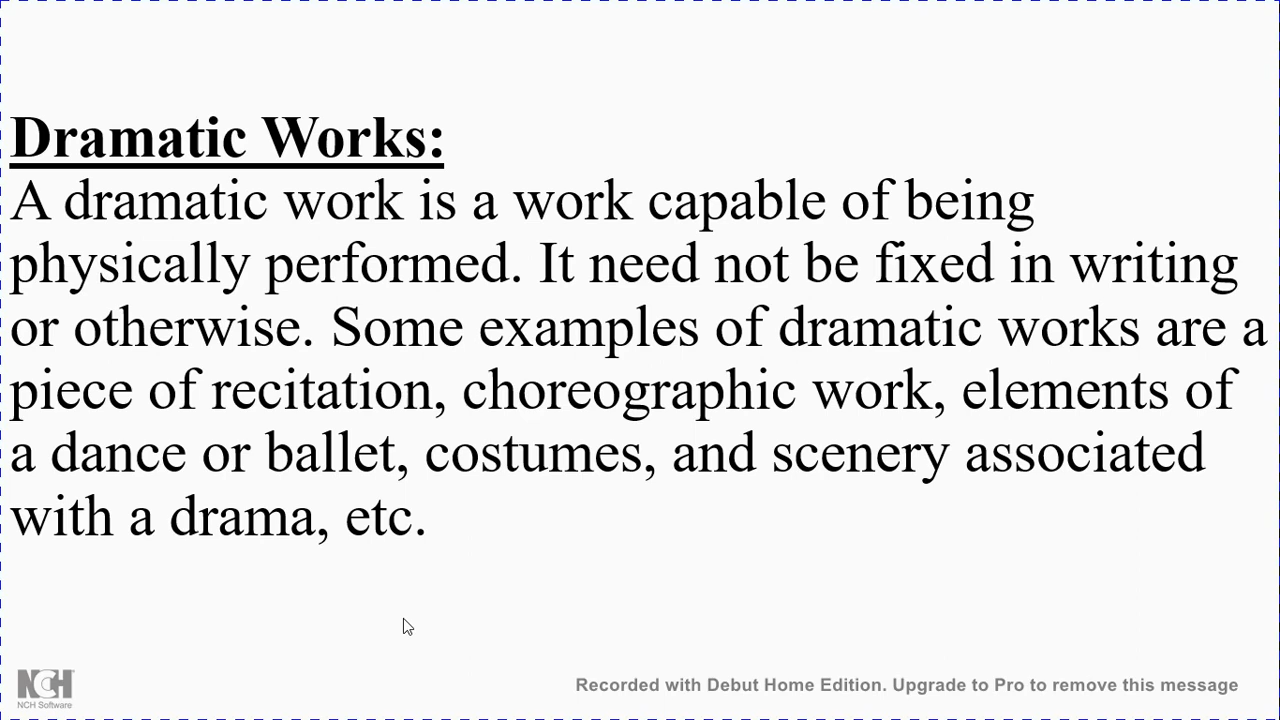 Dramatic Works:
A dramatic work is a work capable of being
physically performed. It need not be fixed in writing
or otherwise. Some examples of dramatic works are a
piece of recitation, choreographic work, elements of
a dance or ballet, costumes, and scenery associated
with a drama, etc.
NCH
NCH Software
Recorded with Debut Home Edition. Upgrade to Pro to remove this message